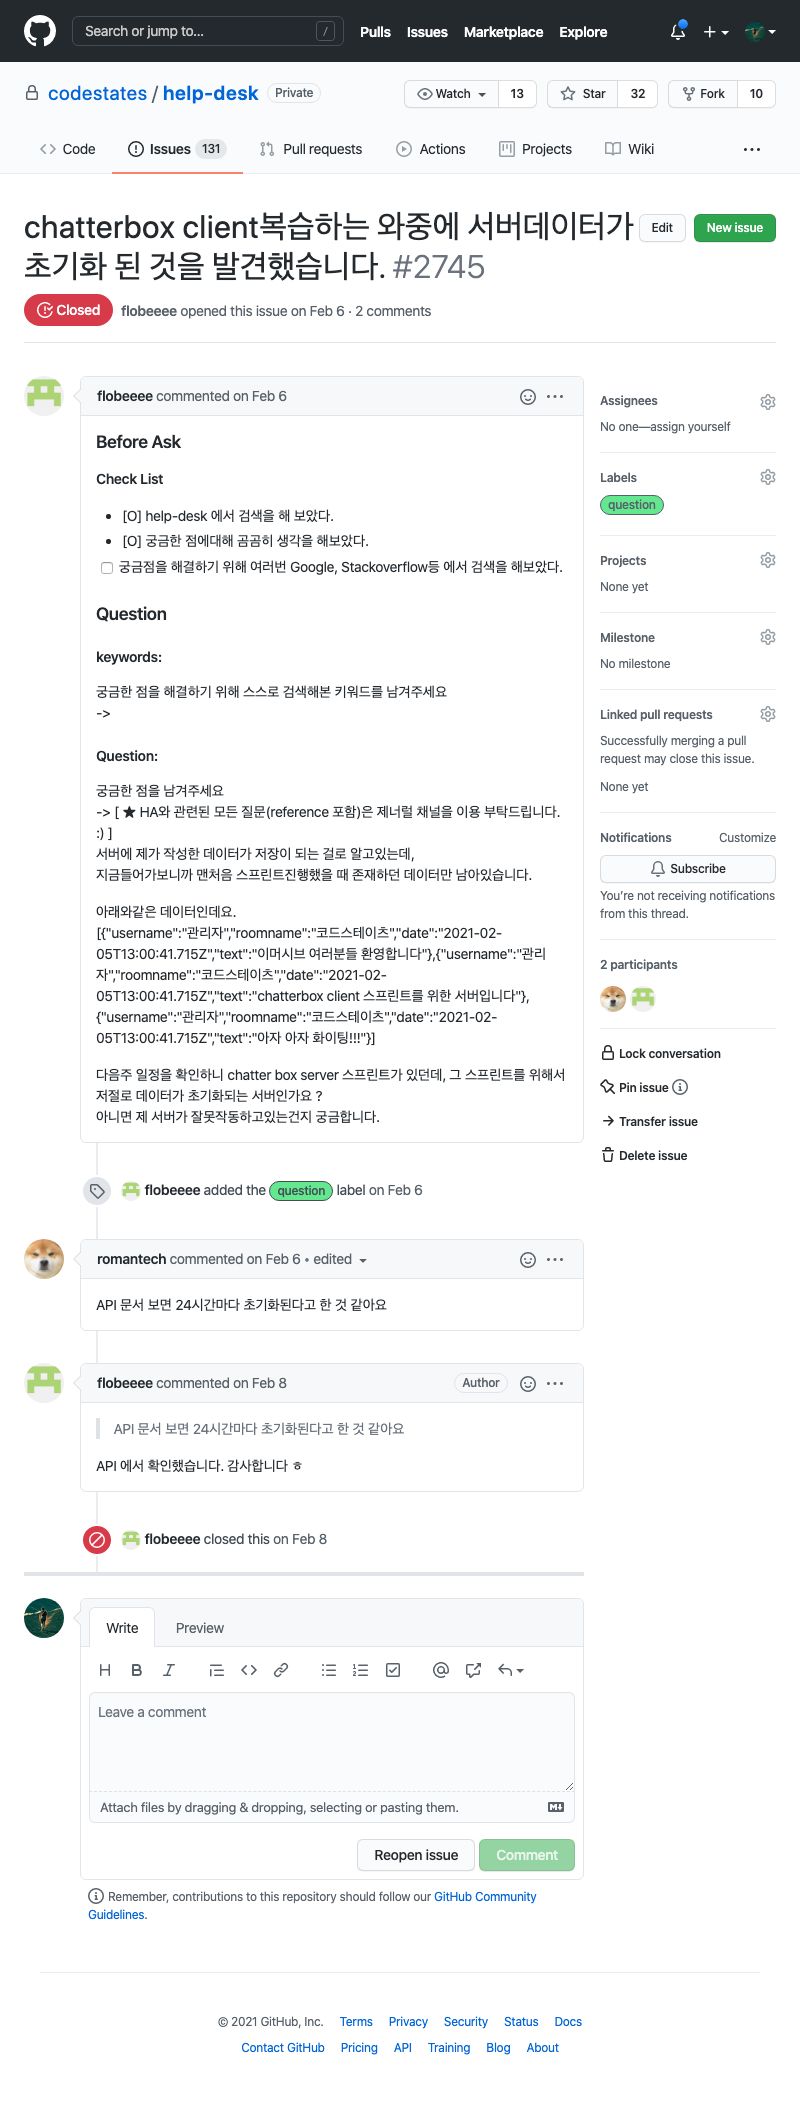 Search or jump to...
/
Pulls
Issues
Marketplace
Explore
codestates / help-desk
Private
Watch
13
Star
32
Fork
10
Code
Issues 131
Pull requests
Actions
Projects
Wiki
chatterbox client복습하는 와중에 서버데이터가
초기화 된 것을 발견했습니다. #2745
Edit
New issue
Closed
flobeeee opened this issue on Feb 6 · 2 comments
flobeeee commented on Feb 6
Before Ask
Check List
[O] help-desk 에서 검색을 해 보았다.
[O] 궁금한 점에대해 곰곰히 생각을 해보았다.
궁금점을 해결하기 위해 여러번 Google, Stackoverflow등 에서 검색을 해보았다.
Question
keywords:
궁금한 점을 해결하기 위해 스스로 검색해본 키워드를 남겨주세요
->
Question:
궁금한 점을 남겨주세요
-> [ ★ HA와 관련된 모든 질문(reference 포함)은 제너럴 채널을 이용 부탁드립니다.
:) ]
서버에 제가 작성한 데이터가 저장이 되는 걸로 알고있는데,
지금들어가보니까 맨처음 스프린트진행했을 때 존재하던 데이터만 남아있습니다.
아래와같은 데이터인데요.
[{"username":"관리자","roomname":"코드스테이츠","date":"2021-02-
05T13:00:41.715Z","text":"이머시브 여러분들 환영합니다"},{"username":"관리
자","roomname":"코드스테이츠","date":"2021-02-
05T13:00:41.715Z","text":"chatterbox client 스프린트를 위한 서버입니다"},
{"username":"관리자","roomname":"코드스테이츠","date":"2021-02-
05T13:00:41.715Z","text":"아자 아자 화이팅!!!"}]
다음주 일정을 확인하니 chatter box server 스프린트가 있던데, 그 스프린트를 위해서
저절로 데이터가 초기화되는 서버인가요 ?
아니면 제 서버가 잘못작동하고있는건지 궁금합니다.
flobeeee added the question label on Feb 6
romantech commented on Feb 6 • edited
API 문서 보면 24시간마다 초기화된다고 한 것 같아요
flobeeee commented on Feb 8
Author
API 문서 보면 24시간마다 초기화된다고 한 것 같아요
API 에서 확인했습니다. 감사합니다 ㅎ
flobeeee closed this on Feb 8
Assignees
No one—assign yourself
Labels
question
Projects
None yet
Milestone
No milestone
Linked pull requests
Successfully merging a pull
request may close this issue.
None yet
Notifications
Customize
Subscribe
You're not receiving notifications
from this thread.
2 participants
Lock conversation
Pin issue
Transfer issue
Delete issue
Write
Preview
Leave a comment
Attach files by dragging & dropping, selecting or pasting them.
Reopen issue
Comment
Remember, contributions to this repository should follow our GitHub Community
Guidelines.
© 2021 GitHub, Inc.
Terms
Privacy
Security
Status
Docs
Contact GitHub
Pricing
API
Training
Blog
About